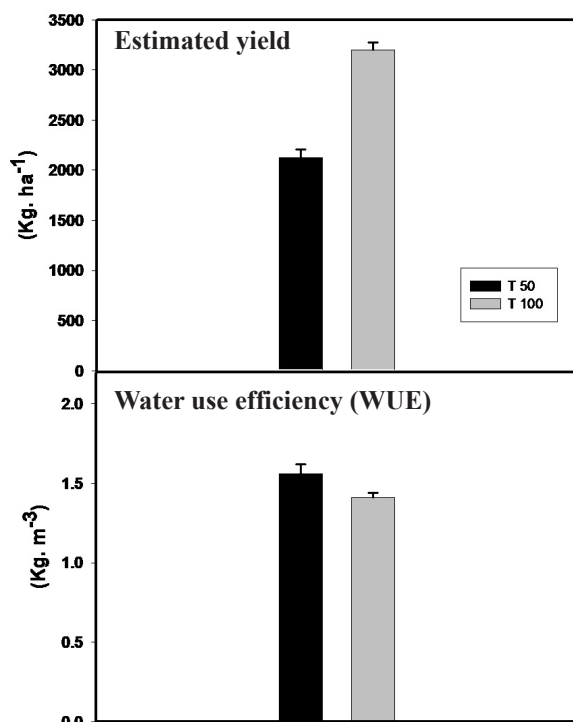 Estimated yield
3500
3000
2500
2000
1500
1000
500
0
(Kg. ha⁻¹)
T 50
T 100
Water use efficiency (WUE)
2.0
1.5
1.0
0.5
0.0
(Kg. m⁻³)